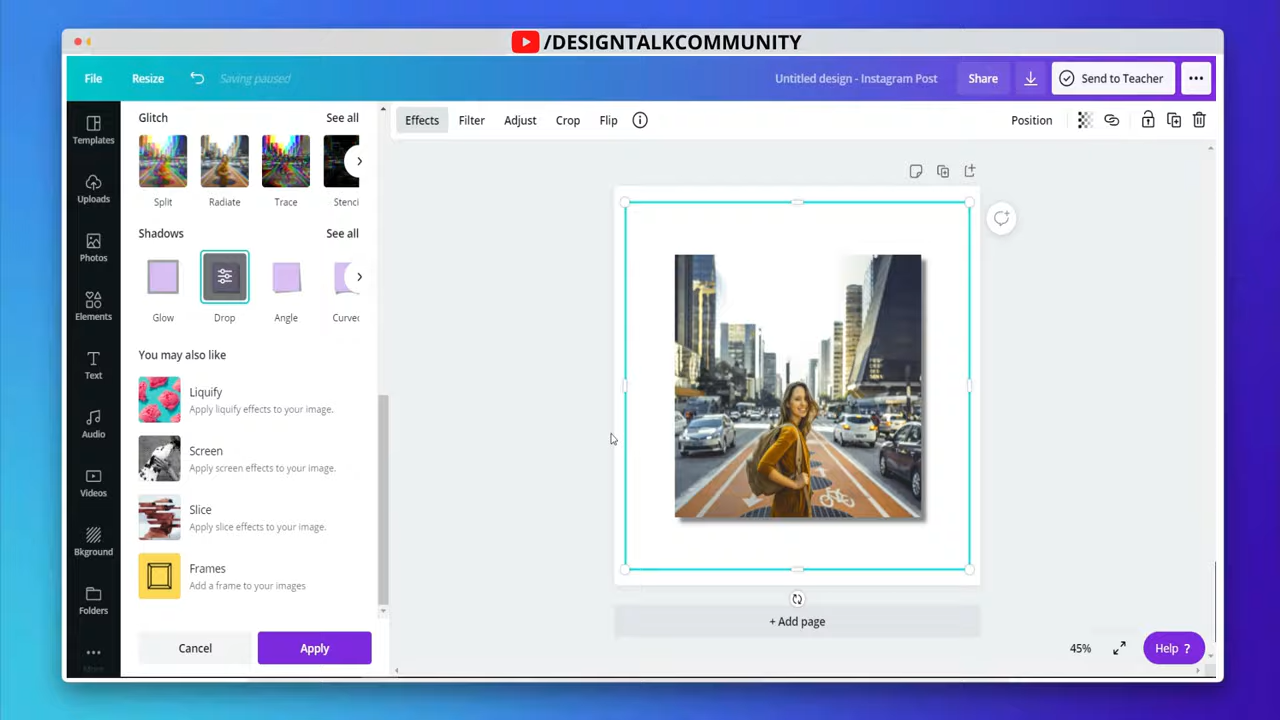 /DESIGNTALKCOMMUNITY
File Resize Saving paused Untitled design - Instagram Post Share Send to Teacher
Templates
Uploads
Photos
Elements
Text
Audio
Videos
Bkground
Folders
More
Glitch See all
Split Radiate Trace Stenci
Shadows See all
Glow Drop Angle Curved
You may also like
Liquify
Apply liquify effects to your image.
Screen
Apply screen effects to your image.
Slice
Apply slice effects to your image.
Frames
Add a frame to your images
Cancel Apply
Effects Filter Adjust Crop Flip Position
+ Add page
45% Help ?